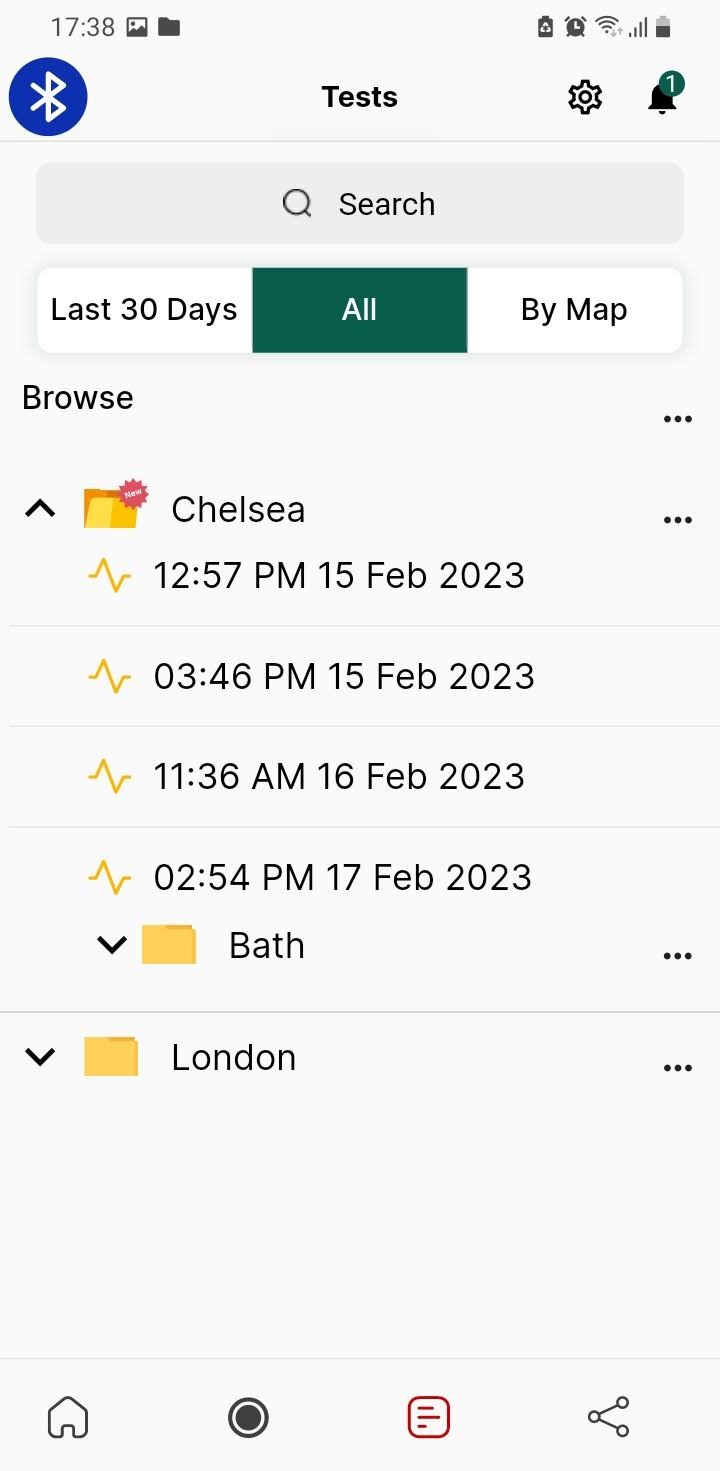 17:38
Tests
1
Search
Last 30 Days
All
By Map
Browse
New
Chelsea
12:57 PM 15 Feb 2023
03:46 PM 15 Feb 2023
11:36 AM 16 Feb 2023
02:54 PM 17 Feb 2023
Bath
London